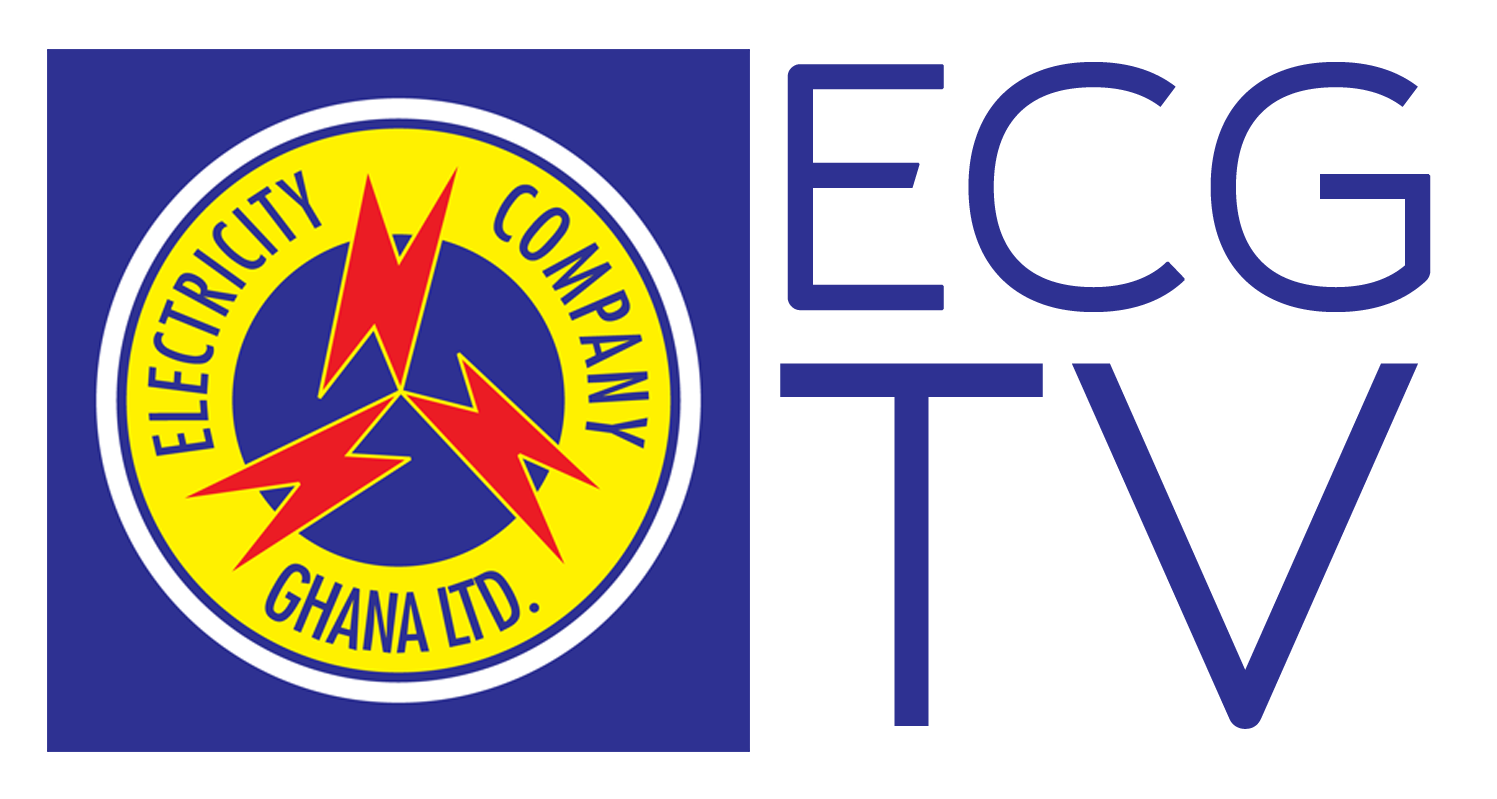 ELECTRICITY COMPANY
GHANA LTD.
ECG
TV